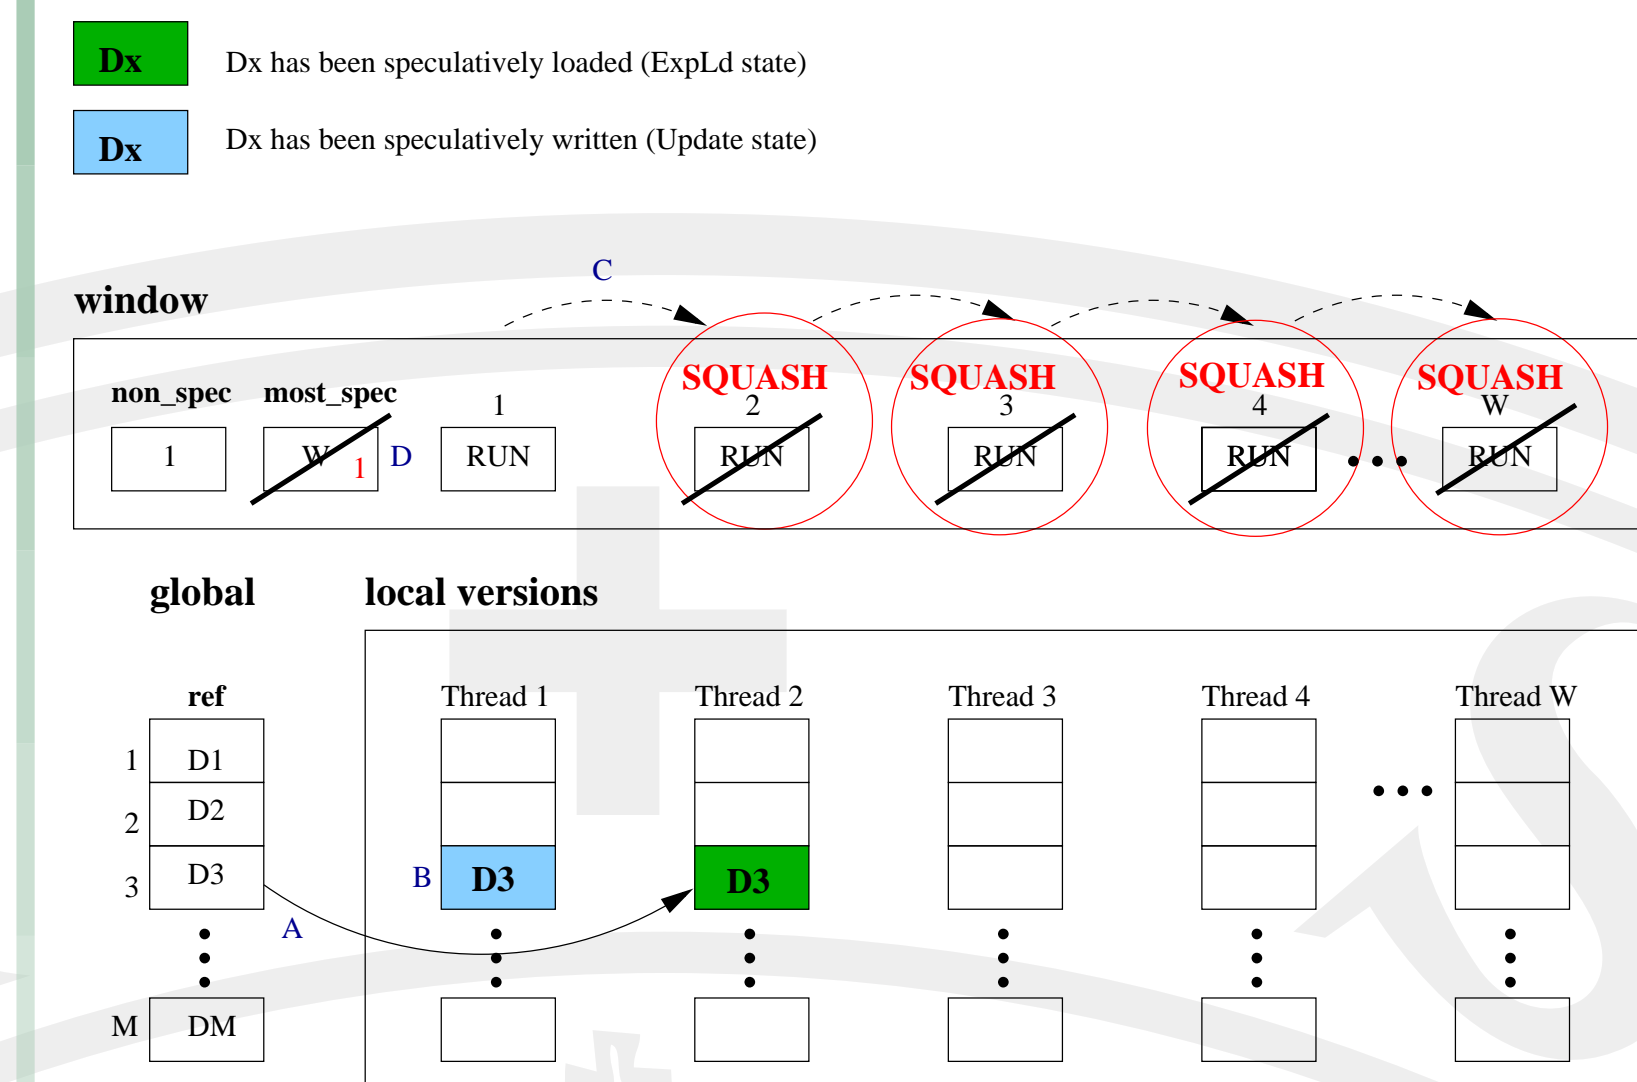 Dx Dx has been speculatively loaded (ExpLd state)
Dx Dx has been speculatively written (Update state)
C
window
SQUASH SQUASH SQUASH SQUASH
non_spec most_spec 1 2 3 4 W
1 W 1 D RUN RUN RUN RUN RUN
global local versions
ref Thread 1 Thread 2 Thread 3 Thread 4 Thread W
1 D1
2 D2
3 D3 B D3 D3
A
M DM